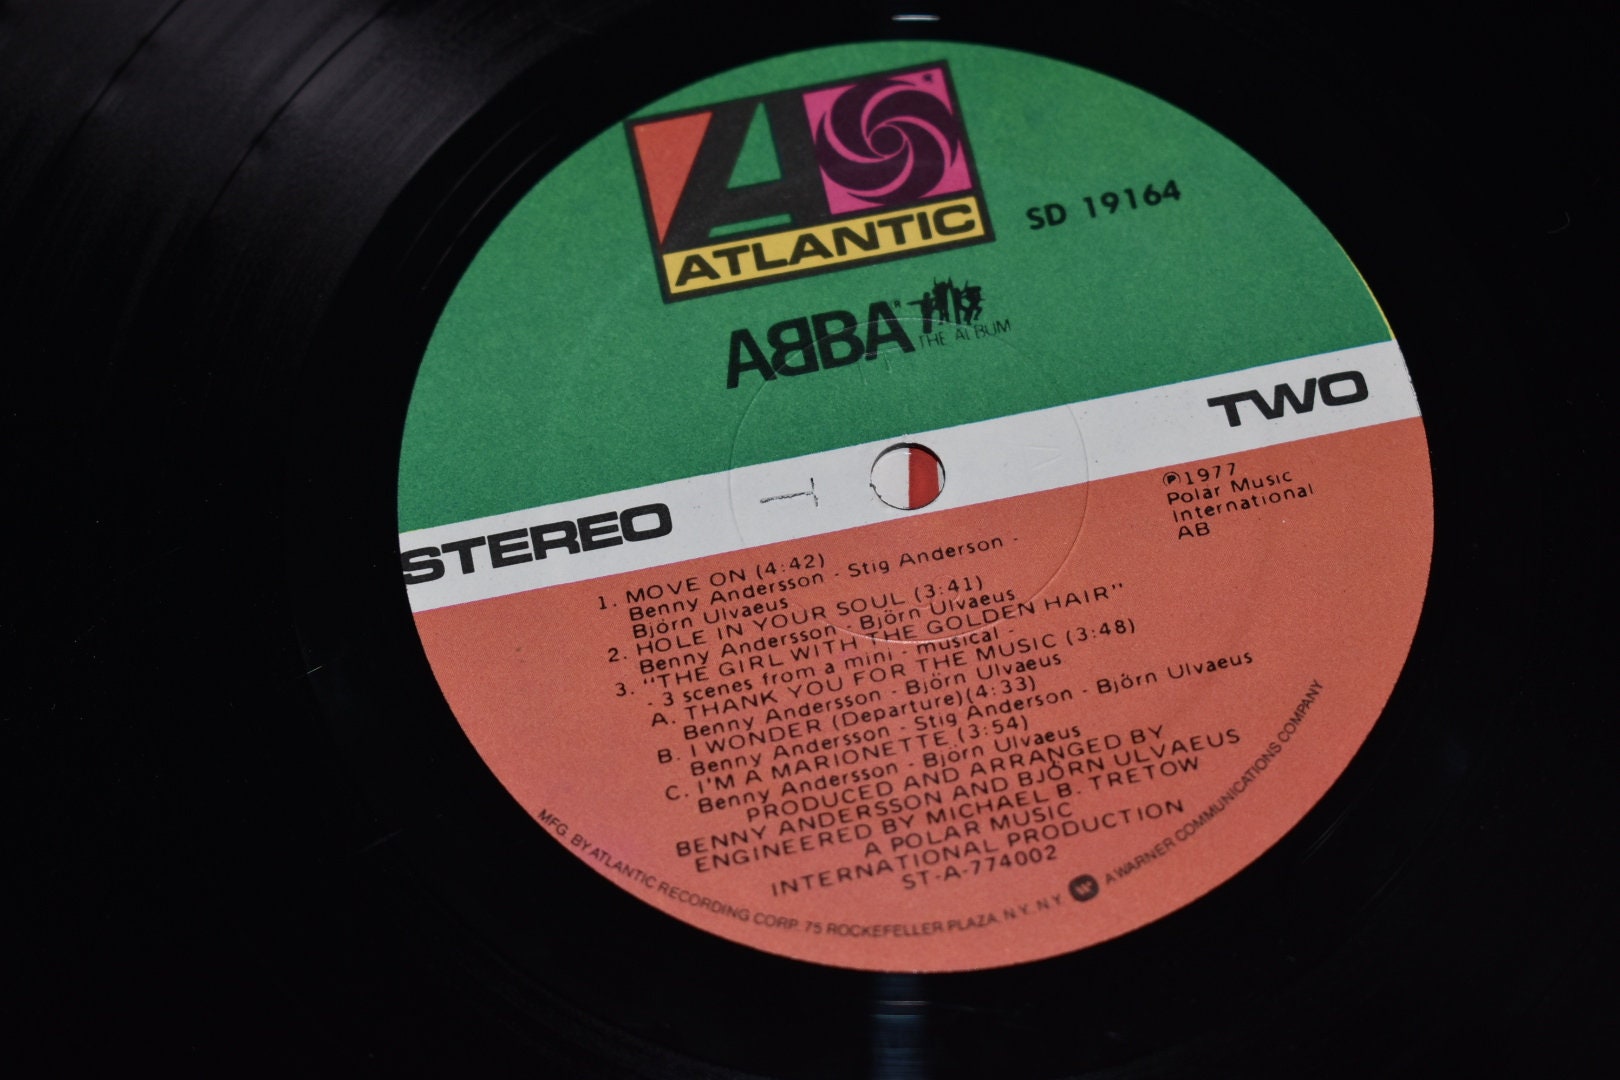 ATLANTIC
SD 19164
ABBA THE ALBUM
STEREO
TWO
℗1977
Polar Music
International
AB
1. MOVE ON (4:42)
Benny Andersson - Stig Anderson -
Björn Ulvaeus
2. HOLE IN YOUR SOUL (3:41)
Benny Andersson - Björn Ulvaeus
3. "THE GIRL WITH THE GOLDEN HAIR"
- 3 scenes from a mini - musical -
A. THANK YOU FOR THE MUSIC (3:48)
Benny Andersson - Björn Ulvaeus
B. I WONDER (Departure)(4:33)
Benny Andersson - Stig Anderson - Björn Ulvaeus
C. I'M A MARIONETTE (3:54)
Benny Andersson - Björn Ulvaeus
PRODUCED AND ARRANGED BY
BENNY ANDERSSON AND BJÖRN ULVAEUS
ENGINEERED BY MICHAEL B. TRETOW
A POLAR MUSIC
INTERNATIONAL PRODUCTION
ST-A-774002
MFG. BY ATLANTIC RECORDING CORP. 75 ROCKEFELLER PLAZA, N.Y. N.Y. A WARNER COMMUNICATIONS COMPANY